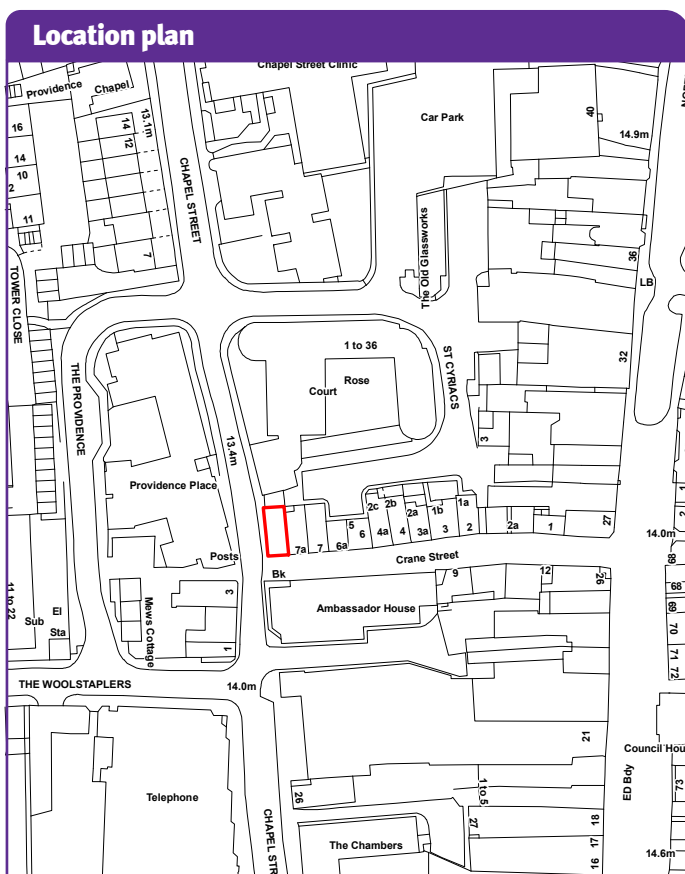 Location plan
Chapel Street Clinic
Providence Chapel
13.1m
14
12
16
14
10
2
11
7
CHAPEL STREET
Car Park
40
14.9m
The Old Glassworks
36
LB
TOWER CLOSE
THE PROVIDENCE
1 to 36
Rose
Court
ST CYRIACS
32
3
13.4m
Providence Place
Posts
7a
7
6a
5
6
2c
4a
2b
4
2a
3a
1b
3
1a
2
2a
1
27
14.0m
1
2
Crane Street
Bk
Ambassador House
9
12
26
68
68
69
70
71
72
11 to 22
Sub
El
Sta
Mews Cottage
3
1
THE WOOLSTAPLERS
14.0m
21
Council Hou
ED Bdy
73
Telephone
26
1 to 5
27
18
17
16
The Chambers
CHAPEL STR
14.6m